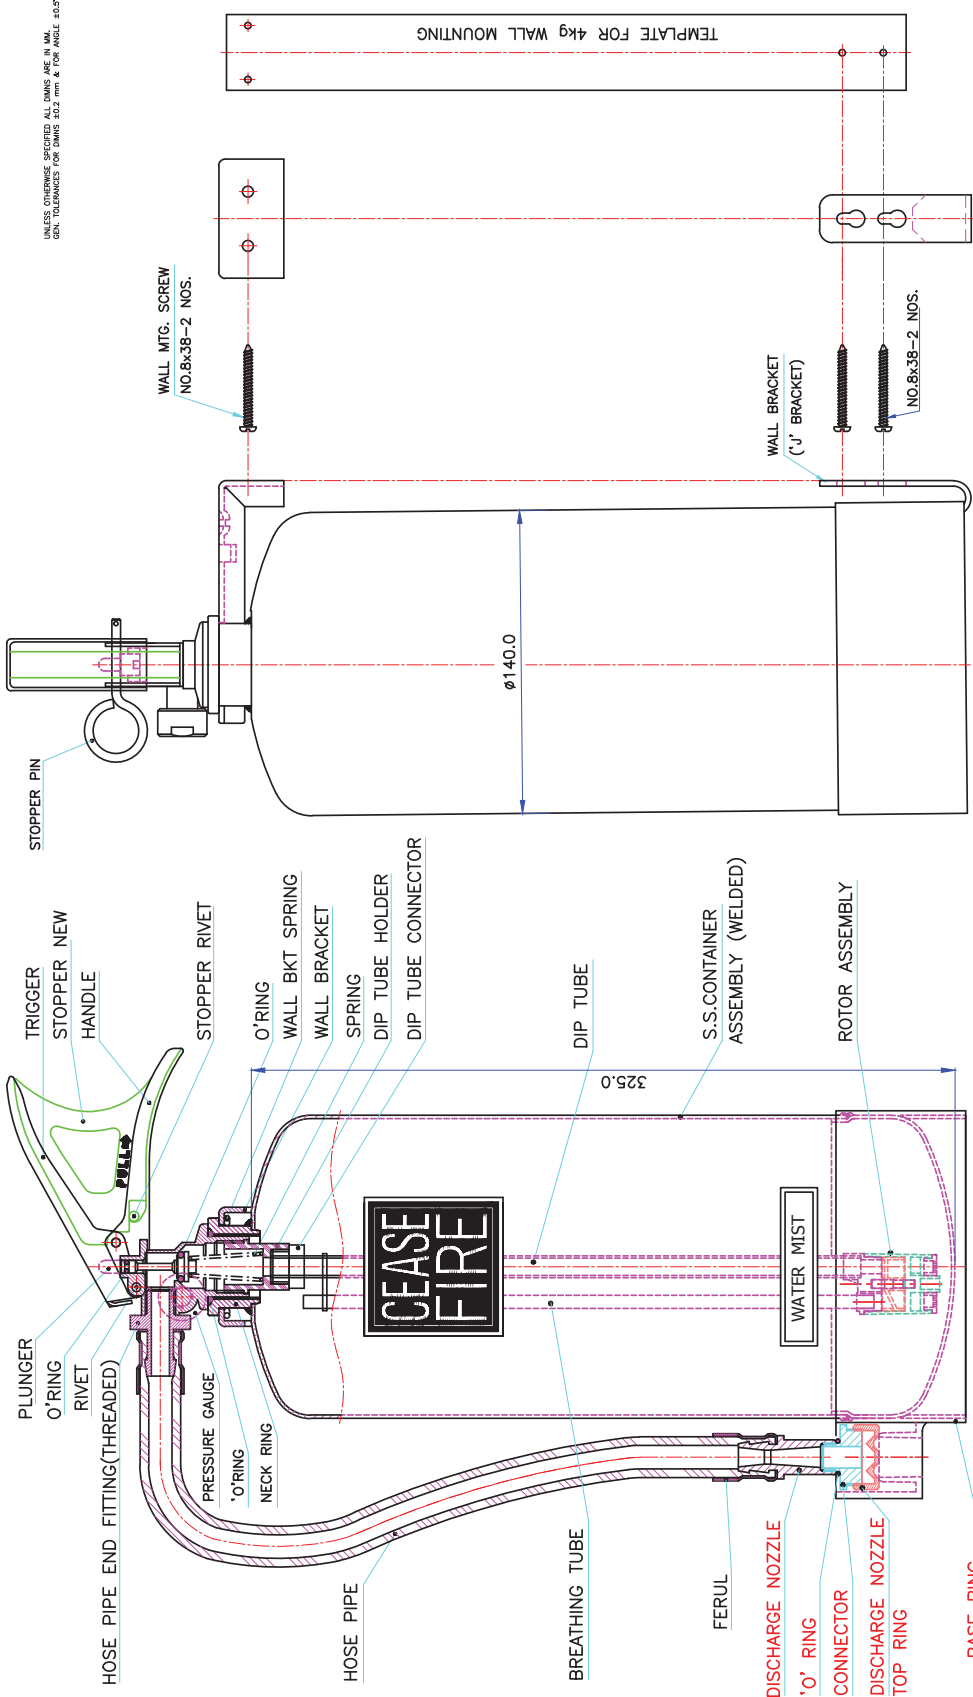 UNLESS OTHERWISE SPECIFIED ALL DIMNS ARE IN MM.
GEN. TOLERANCES FOR DIMNS ±0.2 mm & FOR ANGLE ±0.5°
TEMPLATE FOR 4kg WALL MOUNTING
WALL MTG. SCREW
NO.8x38-2 NOS.
WALL BRACKET
('J' BRACKET)
NO.8x38-2 NOS.
STOPPER PIN
ø140.0
TRIGGER
STOPPER NEW
HANDLE
STOPPER RIVET
O'RING
WALL BKT SPRING
WALL BRACKET
SPRING
DIP TUBE HOLDER
DIP TUBE CONNECTOR
DIP TUBE
S.S.CONTAINER
ASSEMBLY (WELDED)
ROTOR ASSEMBLY
325.0
PULL
CEASE
FIRE
WATER MIST
PLUNGER
O'RING
RIVET
HOSE PIPE END FITTING(THREADED)
PRESSURE GAUGE
'O'RING
NECK RING
HOSE PIPE
BREATHING TUBE
FERUL
DISCHARGE NOZZLE
'O' RING
CONNECTOR
DISCHARGE NOZZLE
TOP RING
BASE RING